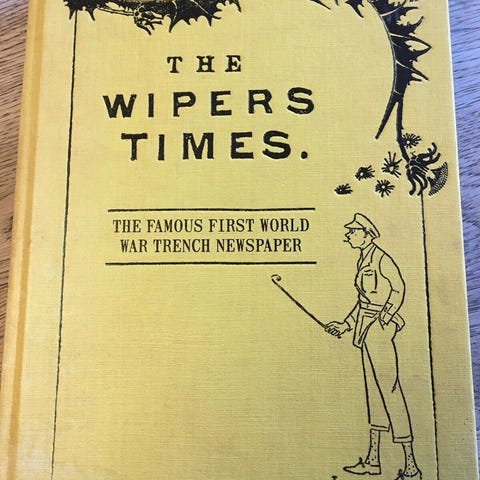 THE
WIPERS
TIMES.
THE FAMOUS FIRST WORLD
WAR TRENCH NEWSPAPER